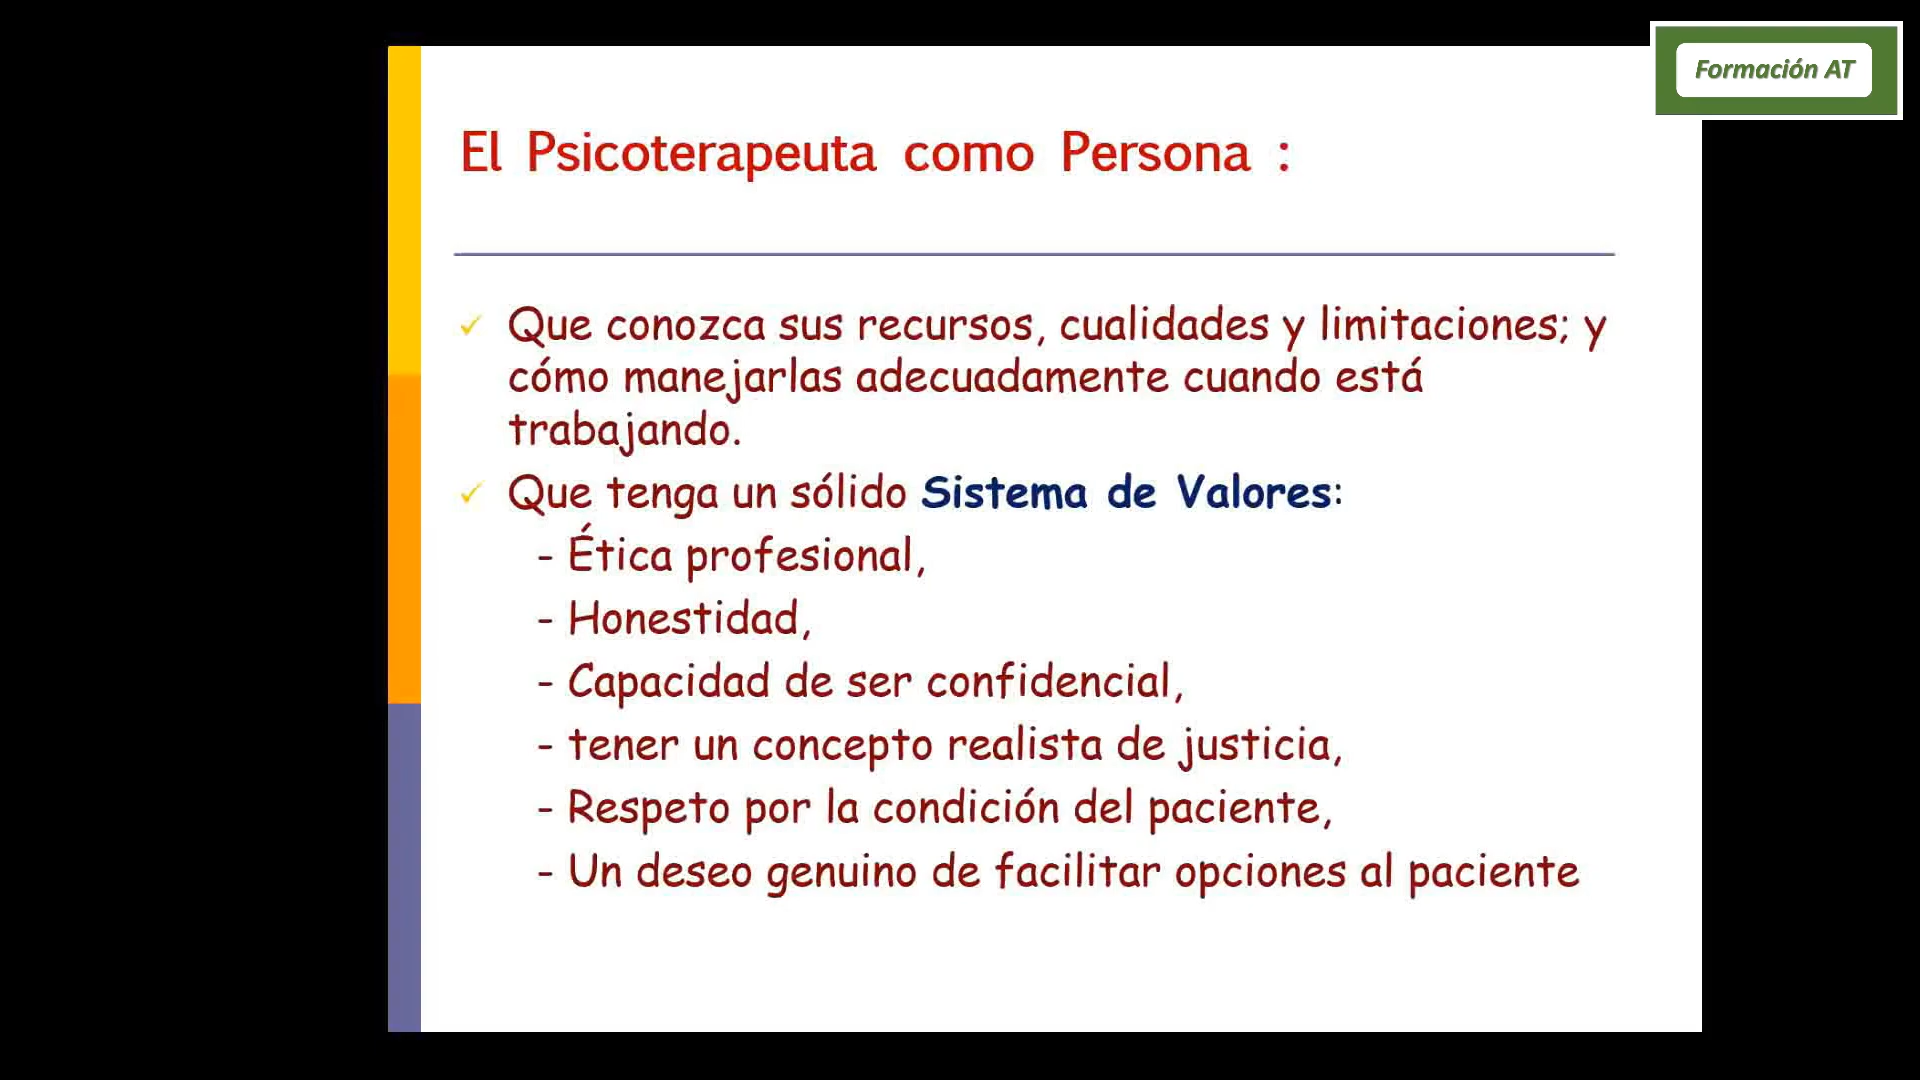 Formación AT
El Psicoterapeuta como Persona :
✓ Que conozca sus recursos, cualidades y limitaciones; y
cómo manejarlas adecuadamente cuando está
trabajando.
✓ Que tenga un sólido Sistema de Valores:
- Ética profesional,
- Honestidad,
- Capacidad de ser confidencial,
- tener un concepto realista de justicia,
- Respeto por la condición del paciente,
- Un deseo genuino de facilitar opciones al paciente